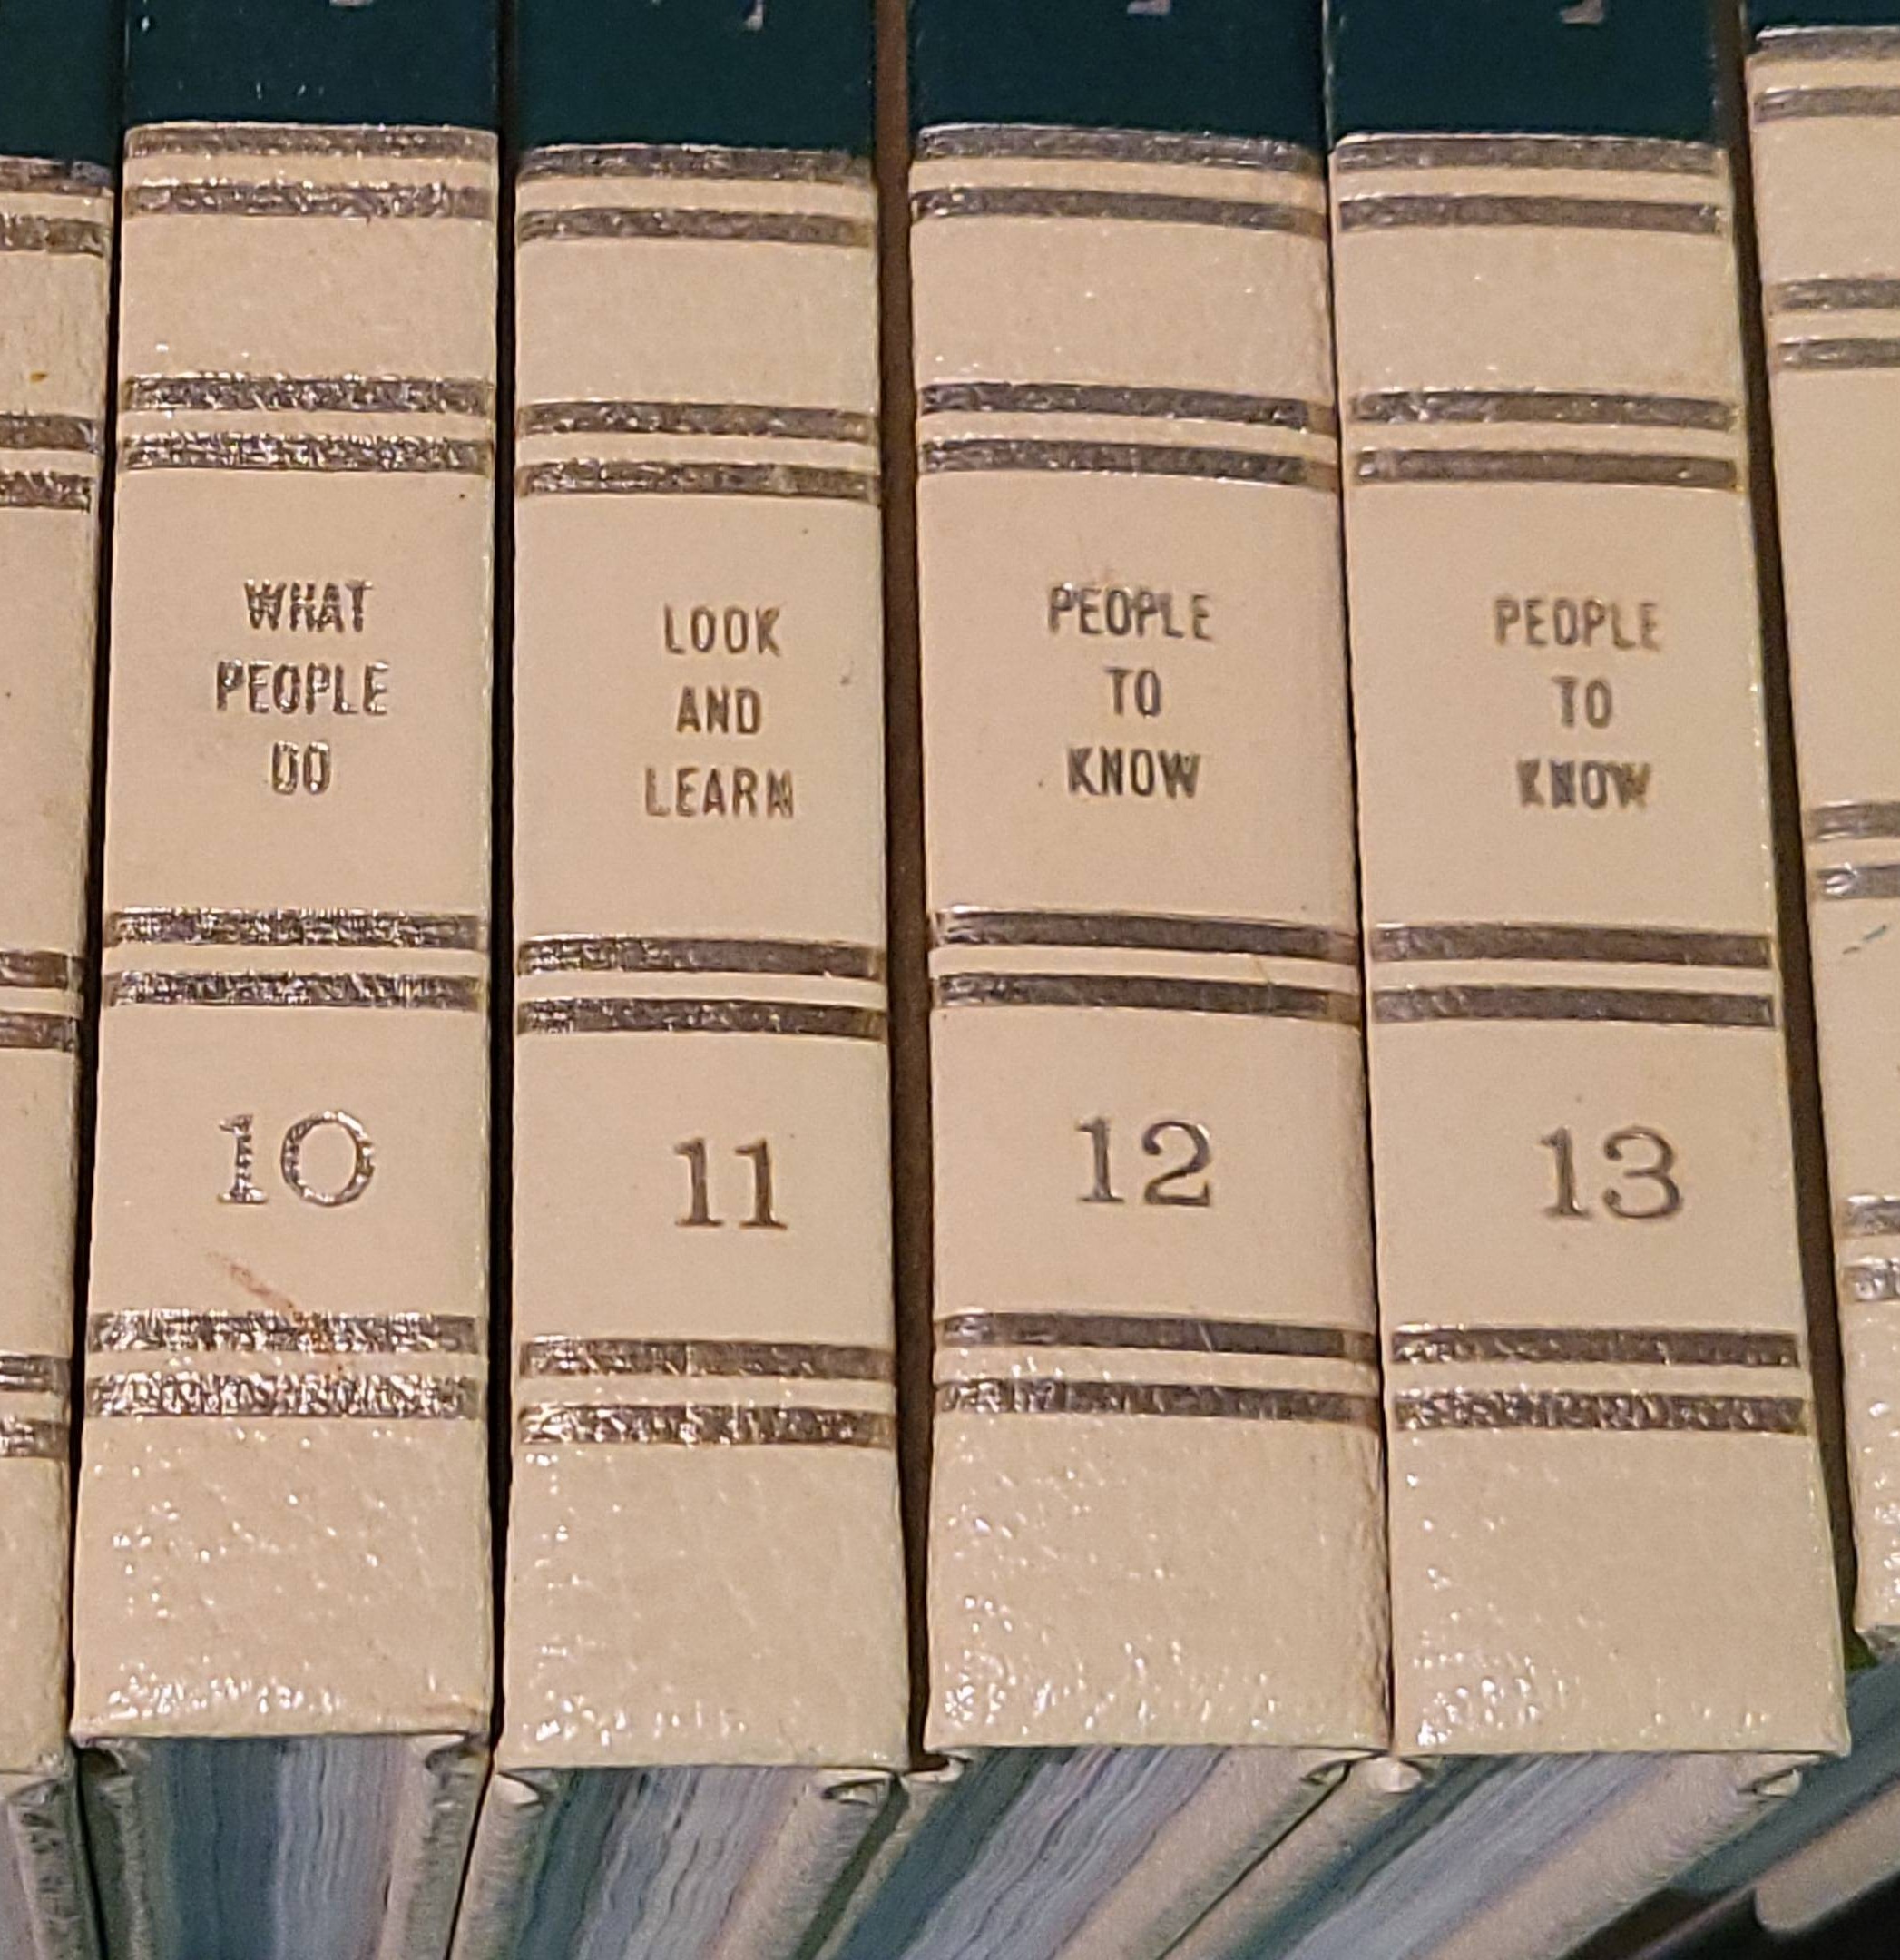 WHAT
PEOPLE
DO
10
LOOK
AND
LEARN
11
PEOPLE
TO
KNOW
12
PEOPLE
TO
KNOW
13